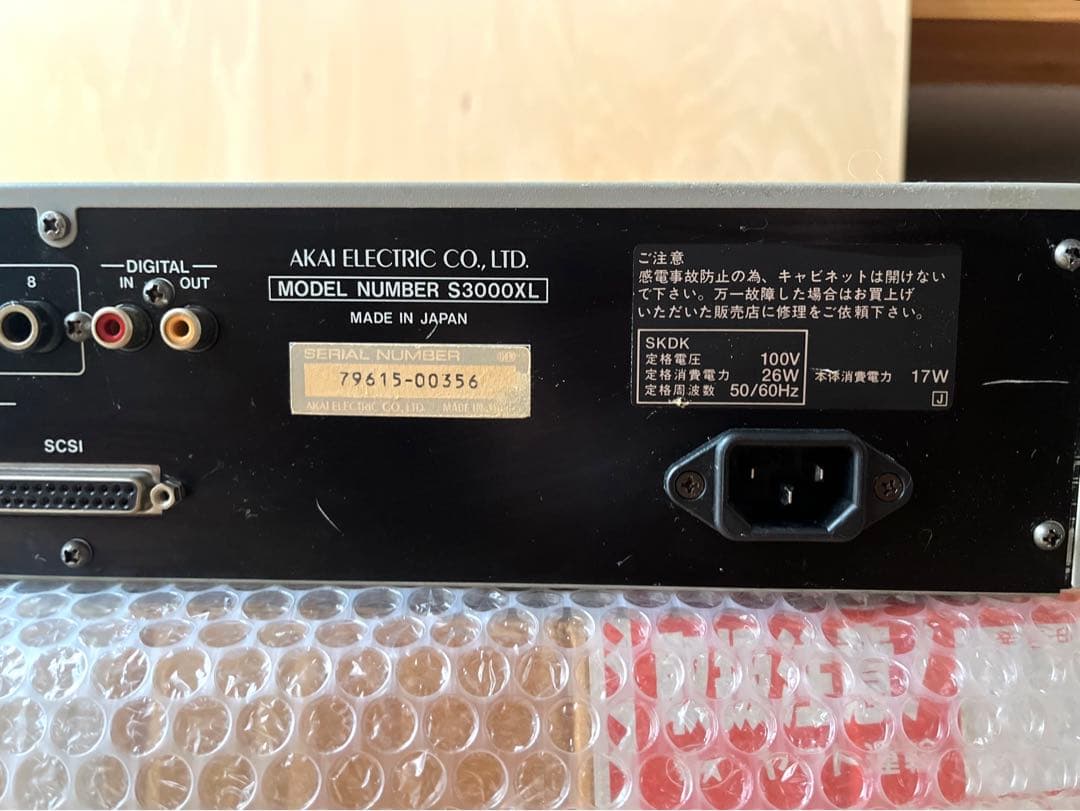 8
DIGITAL
IN OUT
SCSI
AKAI ELECTRIC CO., LTD.
MODEL NUMBER S3000XL
MADE IN JAPAN
SERIAL NUMBER
79615-00356
AKAI ELECTRIC CO., LTD. MADE IN
ご注意
感電事故防止の為、キャビネットは開けない
で下さい。万一故障した場合はお買上げ
いただいた販売店に修理をご依頼下さい。
SKDK
定格電圧 100V
定格消費電力 26W
定格周波数 50/60Hz
本体消費電力 17W
J